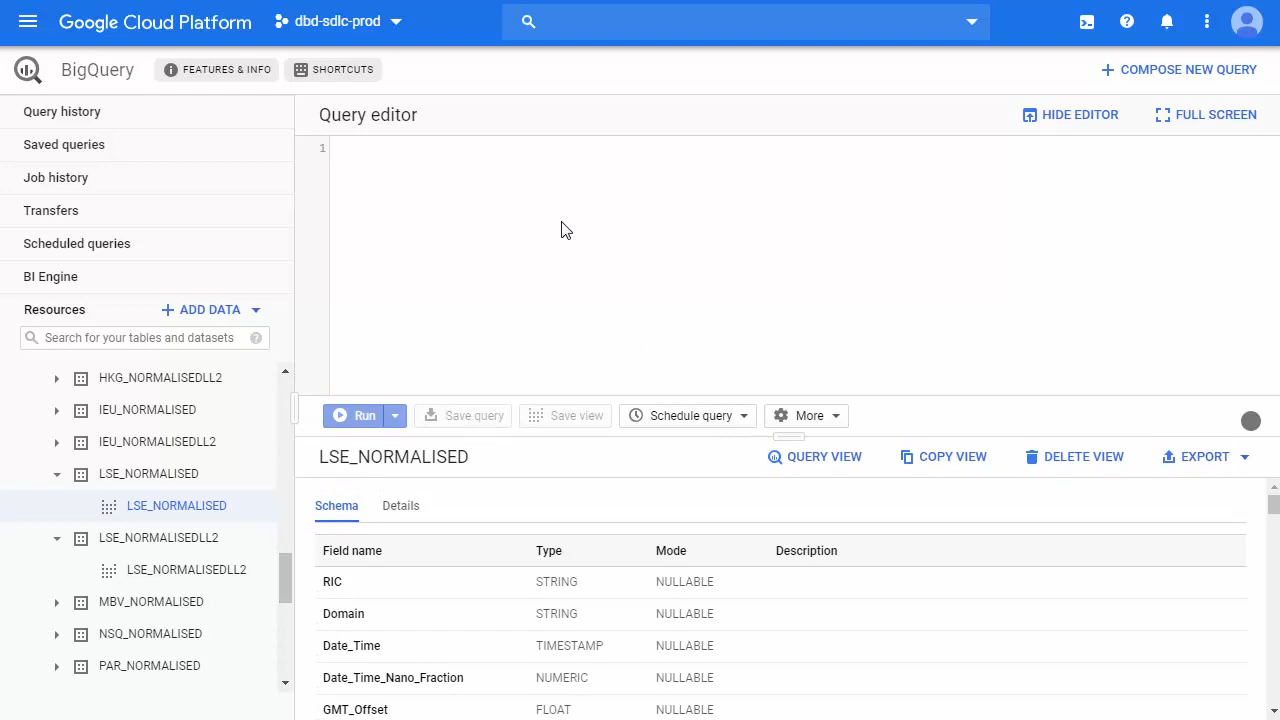 Google Cloud Platform dbd-sdlc-prod
BigQuery FEATURES & INFO SHORTCUTS COMPOSE NEW QUERY
Query history
Saved queries
Job history
Transfers
Scheduled queries
BI Engine
Resources ADD DATA
Search for your tables and datasets
HKG_NORMALISEDLL2
IEU_NORMALISED
IEU_NORMALISEDLL2
LSE_NORMALISED
LSE_NORMALISED
LSE_NORMALISEDLL2
LSE_NORMALISEDLL2
MBV_NORMALISED
NSQ_NORMALISED
PAR_NORMALISED
Query editor HIDE EDITOR FULL SCREEN
1
Run Save query Save view Schedule query More
LSE_NORMALISED QUERY VIEW COPY VIEW DELETE VIEW EXPORT
Schema Details
Field name Type Mode Description
RIC STRING NULLABLE
Domain STRING NULLABLE
Date_Time TIMESTAMP NULLABLE
Date_Time_Nano_Fraction NUMERIC NULLABLE
GMT_Offset FLOAT NULLABLE